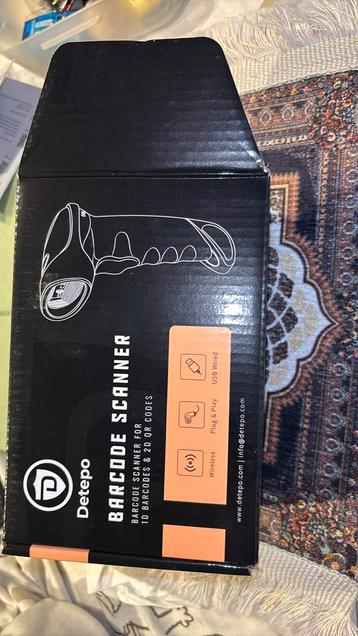 Detepo
BARCODE SCANNER
BARCODE SCANNER FOR
1D BARCODES & 2D QR CODES
Wireless
Plug & Play
USB Wired
www.detepo.com | info@detepo.com